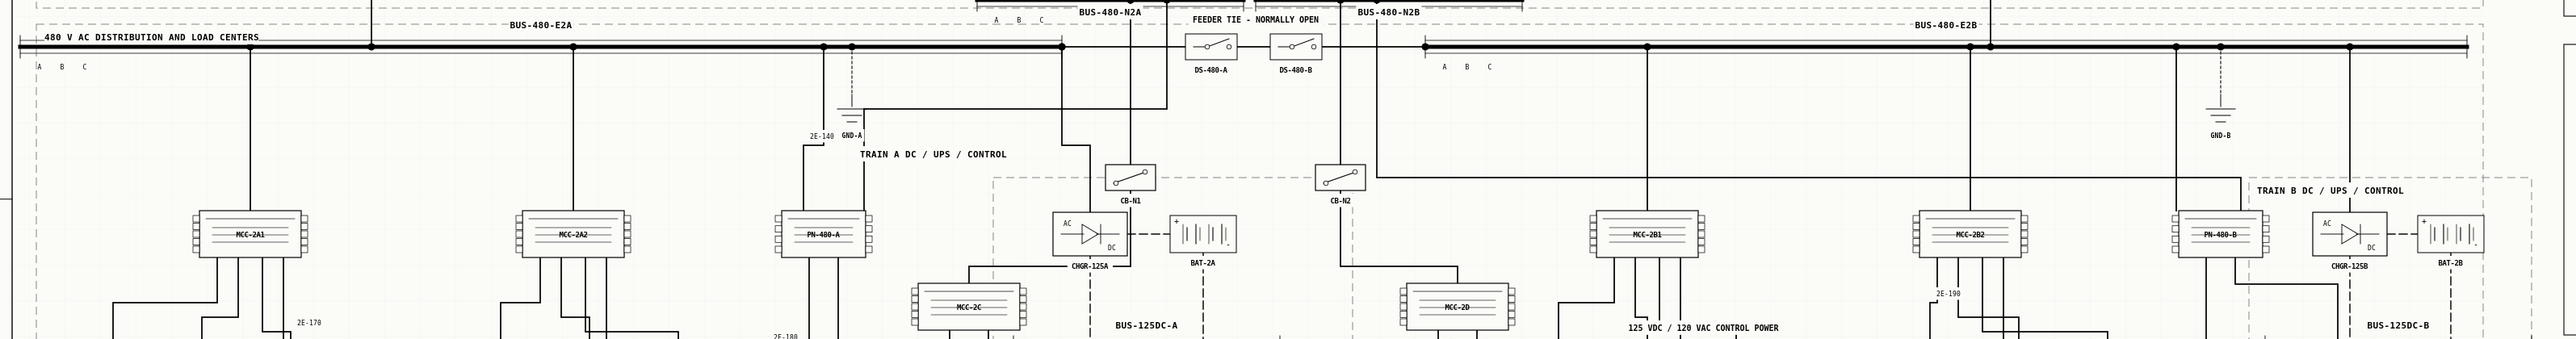 BUS-480-N2A
BUS-480-N2B
A B C
FEEDER TIE - NORMALLY OPEN
BUS-480-E2A
BUS-480-E2B
480 V AC DISTRIBUTION AND LOAD CENTERS
A B C
DS-480-A
DS-480-B
A B C
2E-140
GND-A
GND-B
TRAIN A DC / UPS / CONTROL
TRAIN B DC / UPS / CONTROL
CB-N1
CB-N2
MCC-2A1
MCC-2A2
PN-480-A
AC
DC
+
-
MCC-2B1
MCC-2B2
PN-480-B
AC
DC
+
-
CHGR-125A
BAT-2A
CHGR-125B
BAT-2B
2E-190
MCC-2C
MCC-2D
2E-170
BUS-125DC-A
125 VDC / 120 VAC CONTROL POWER
BUS-125DC-B
2E-180